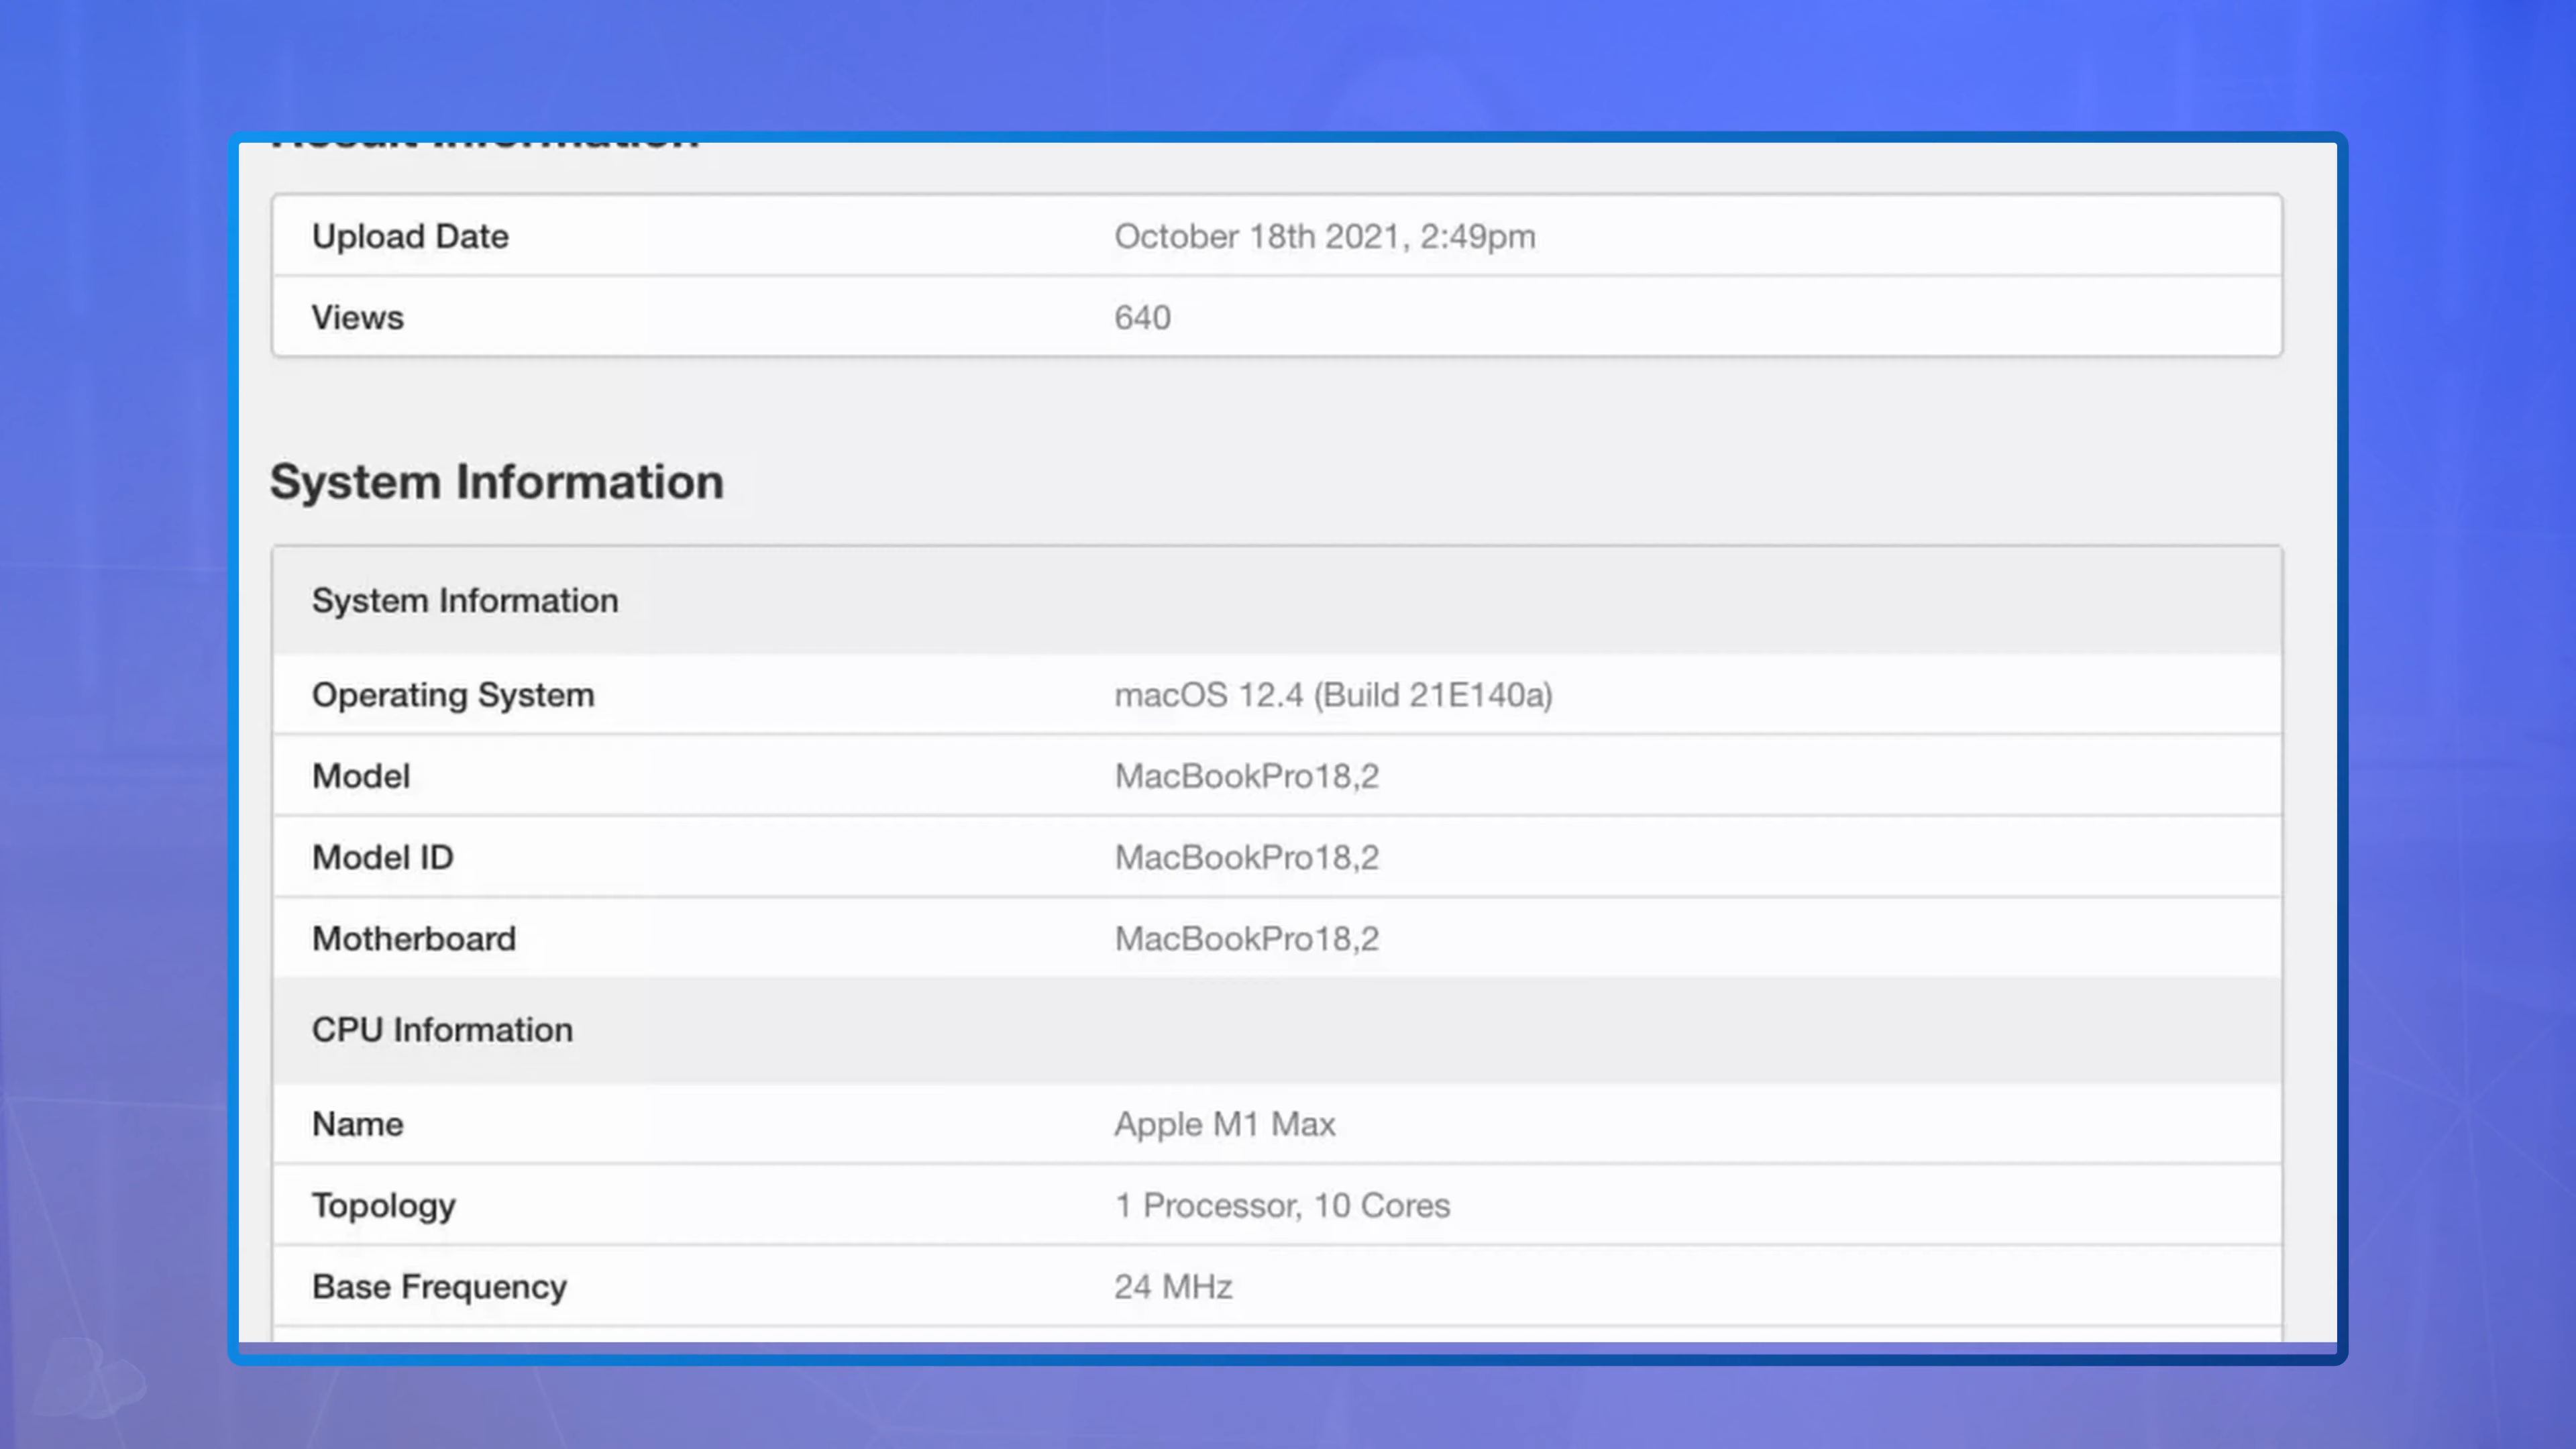 Result Information
Upload Date October 18th 2021, 2:49pm
Views 640
System Information
System Information
Operating System macOS 12.4 (Build 21E140a)
Model MacBookPro18,2
Model ID MacBookPro18,2
Motherboard MacBookPro18,2
CPU Information
Name Apple M1 Max
Topology 1 Processor, 10 Cores
Base Frequency 24 MHz